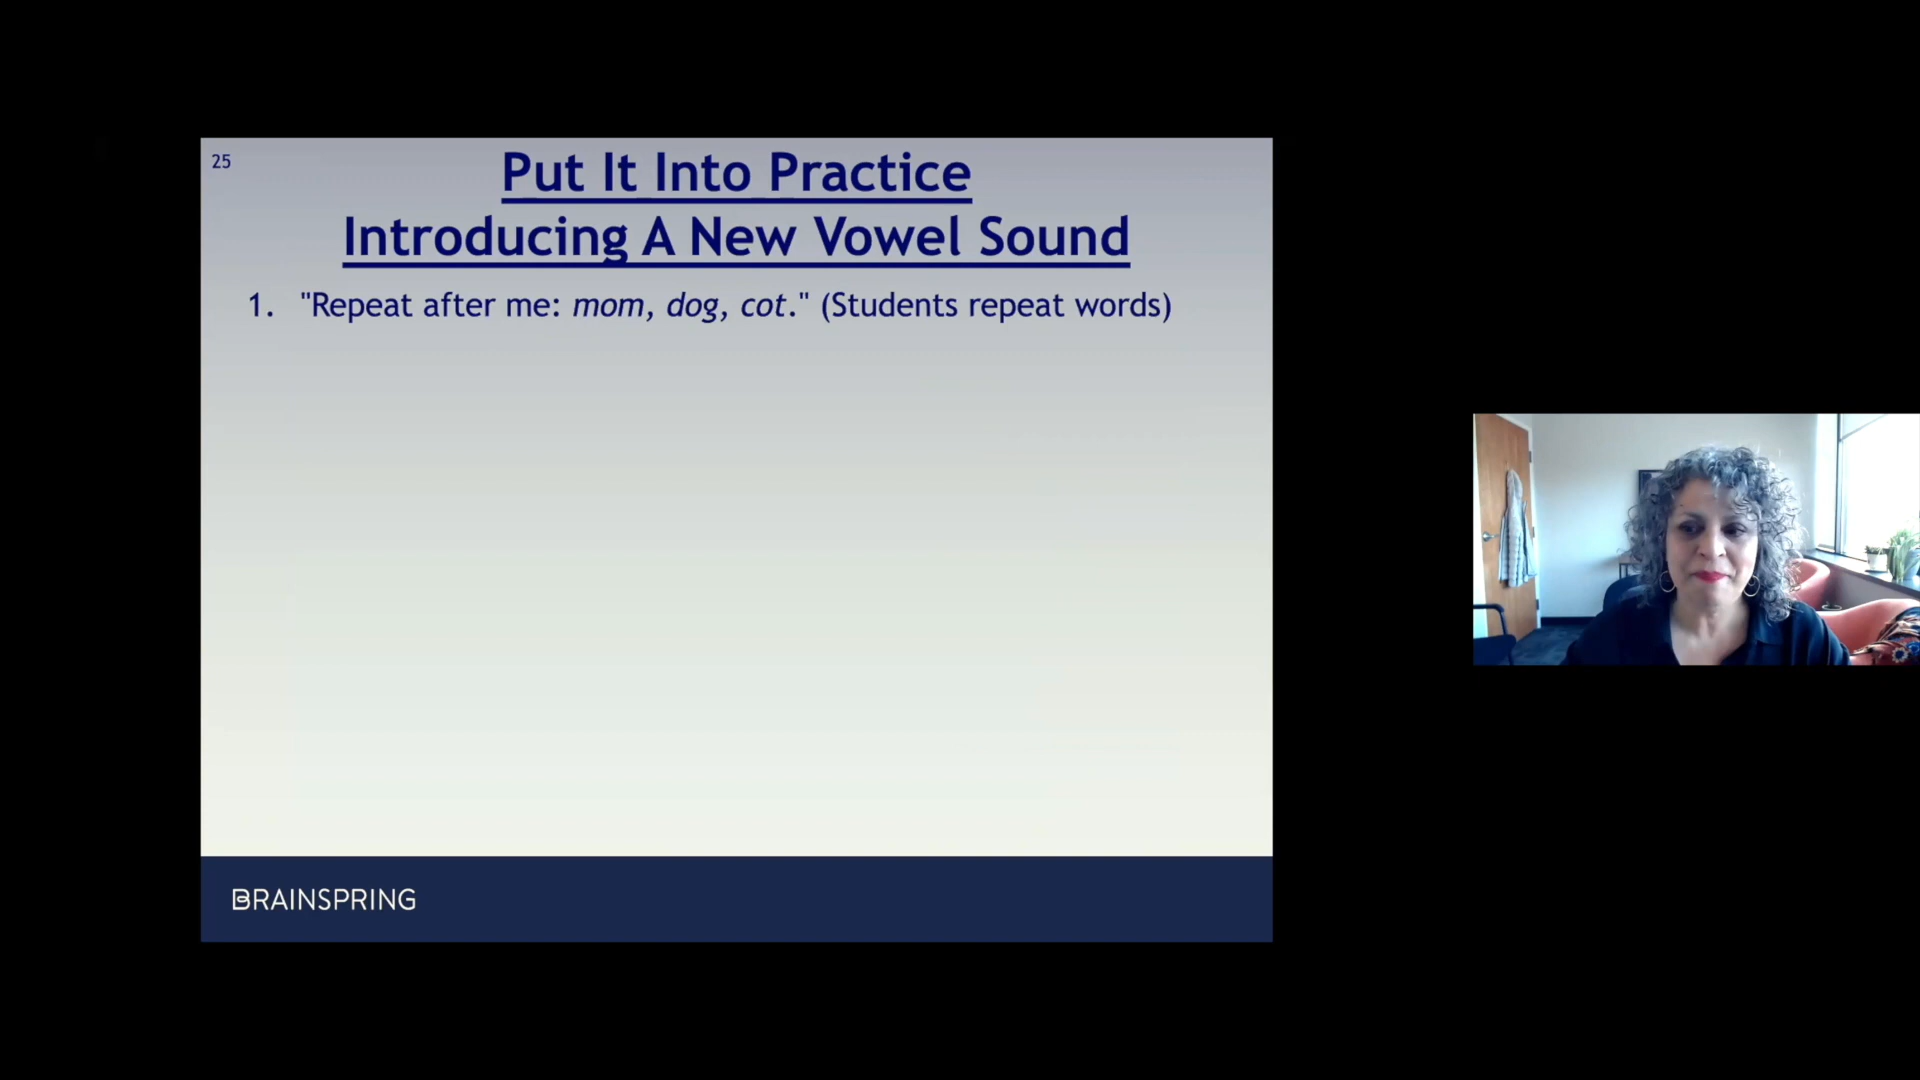 25
Put It Into Practice
Introducing A New Vowel Sound
1. "Repeat after me: mom, dog, cot." (Students repeat words)
BRAINSPRING